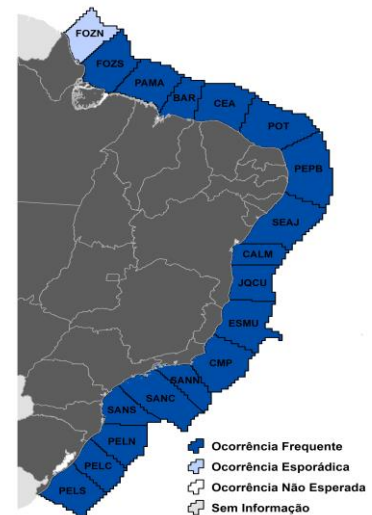 FOZN
FOZS
PAMA
BAR
CEA
POT
PEPB
SEAJ
CALM
JQCU
ESMU
CMP
SANN
SANC
SANS
PELN
PELC
PELS
Ocorrência Frequente
Ocorrência Esporádica
Ocorrência Não Esperada
Sem Informação